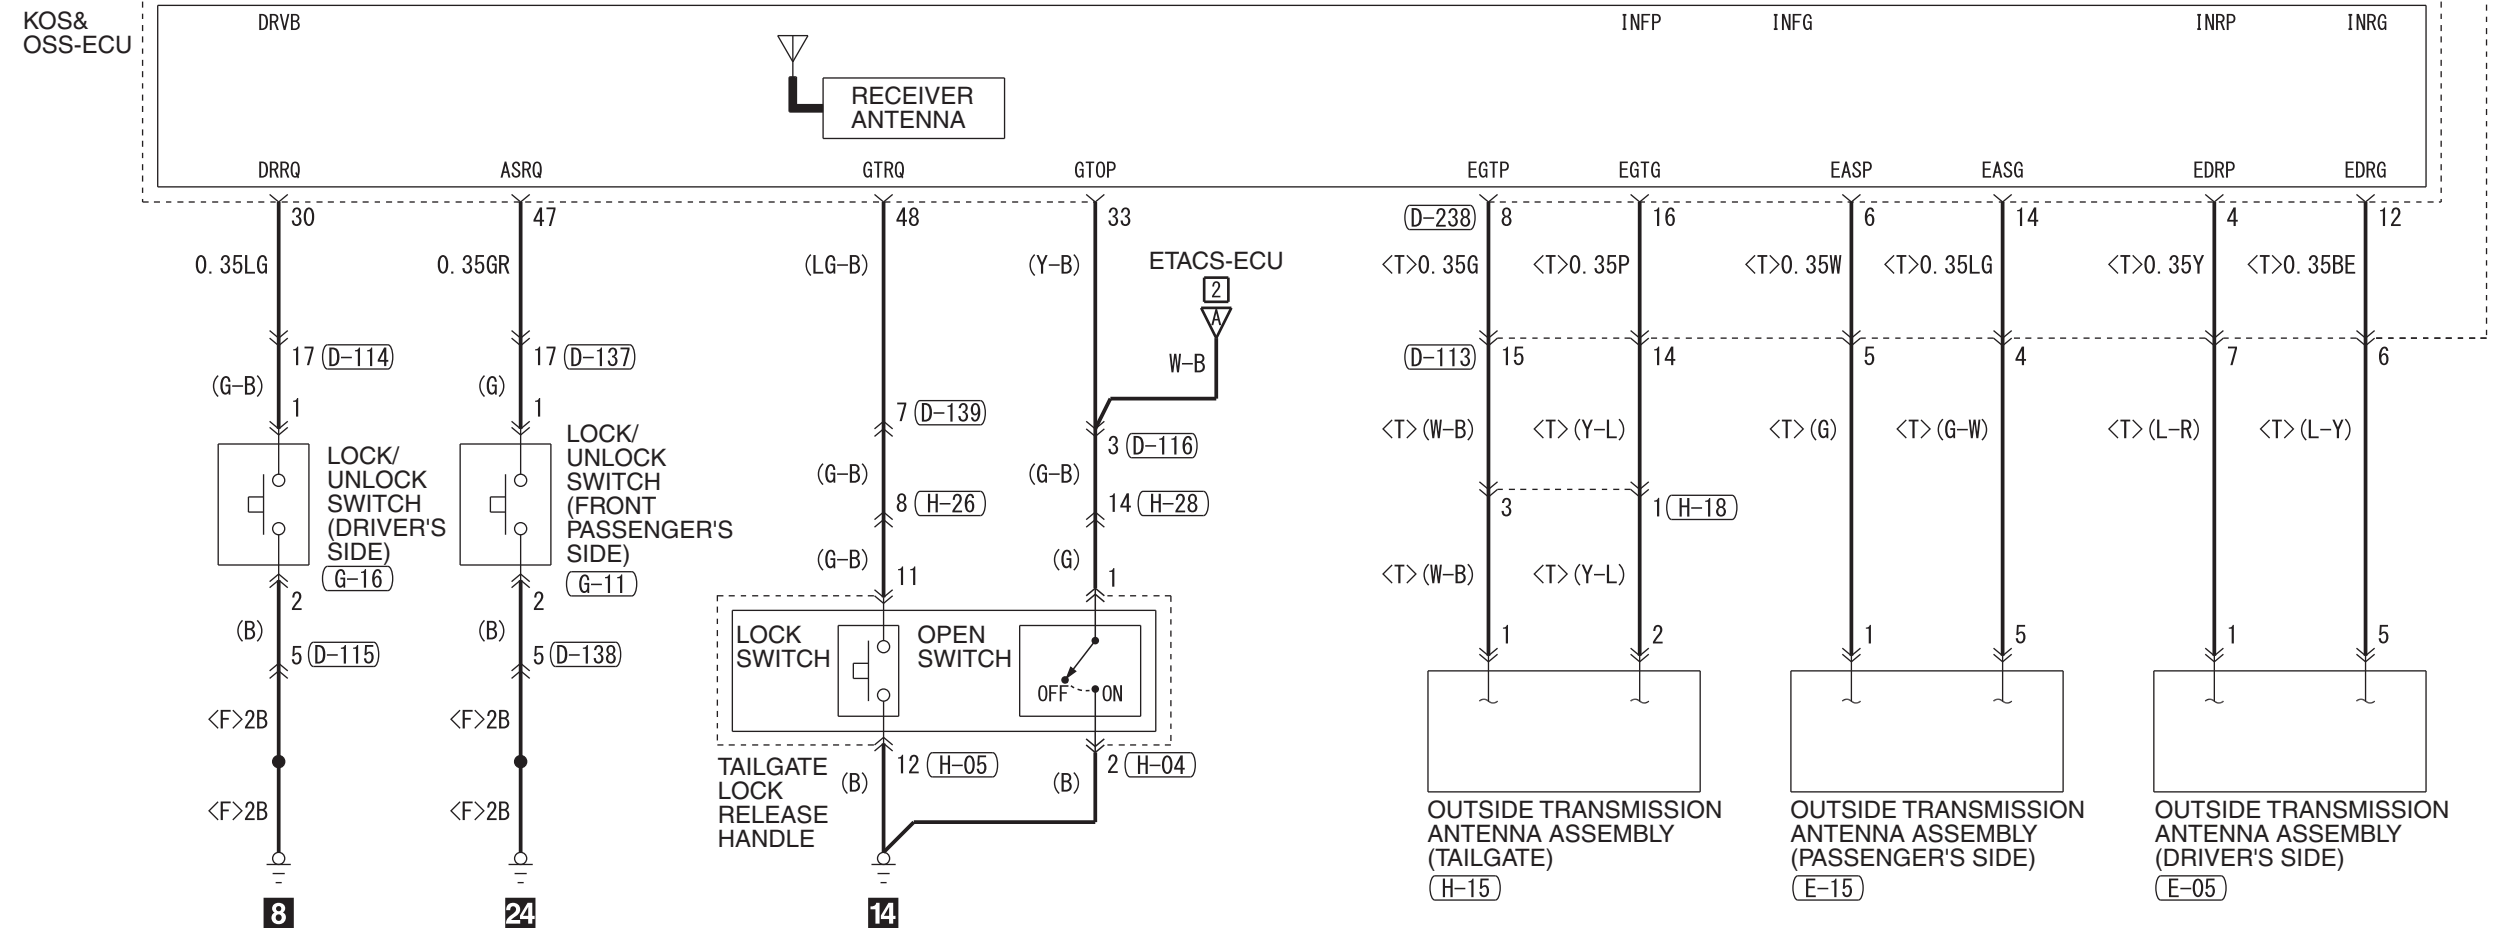 KOS&
OSS-ECU
DRVB
INFP
INFG
INRP
INRG
RECEIVER
ANTENNA
DRRQ
ASRQ
GTRQ
GTOP
EGTP
EGTG
EASP
EASG
EDRP
EDRG
30
47
48
33
D-238
8
16
6
14
4
12
0.35LG
0.35GR
(LG-B)
(Y-B)
ETACS-ECU
2
A
W-B
<T>0.35G
<T>0.35P
<T>0.35W
<T>0.35LG
<T>0.35Y
<T>0.35BE
17 D-114
17 D-137
D-113
15
14
5
4
7
6
(G-B)
(G)
1
1
7 D-139
3 D-116
<T>(W-B)
<T>(Y-L)
<T>(G)
<T>(G-W)
<T>(L-R)
<T>(L-Y)
LOCK/
UNLOCK
SWITCH
(DRIVER'S
SIDE)
G-16
LOCK/
UNLOCK
SWITCH
(FRONT
PASSENGER'S
SIDE)
G-11
(G-B)
(G-B)
8 H-26
14 H-28
3
1 H-18
(G-B)
(G)
11
1
<T>(W-B)
<T>(Y-L)
2
2
(B)
(B)
5 D-115
5 D-138
LOCK
SWITCH
OPEN
SWITCH
OFF
ON
1
2
1
5
1
5
<F>2B
<F>2B
TAILGATE
LOCK
RELEASE
HANDLE
12 H-05
2 H-04
(B)
(B)
<F>2B
<F>2B
OUTSIDE TRANSMISSION
ANTENNA ASSEMBLY
(TAILGATE)
H-15
OUTSIDE TRANSMISSION
ANTENNA ASSEMBLY
(PASSENGER'S SIDE)
E-15
OUTSIDE TRANSMISSION
ANTENNA ASSEMBLY
(DRIVER'S SIDE)
E-05
8
24
14